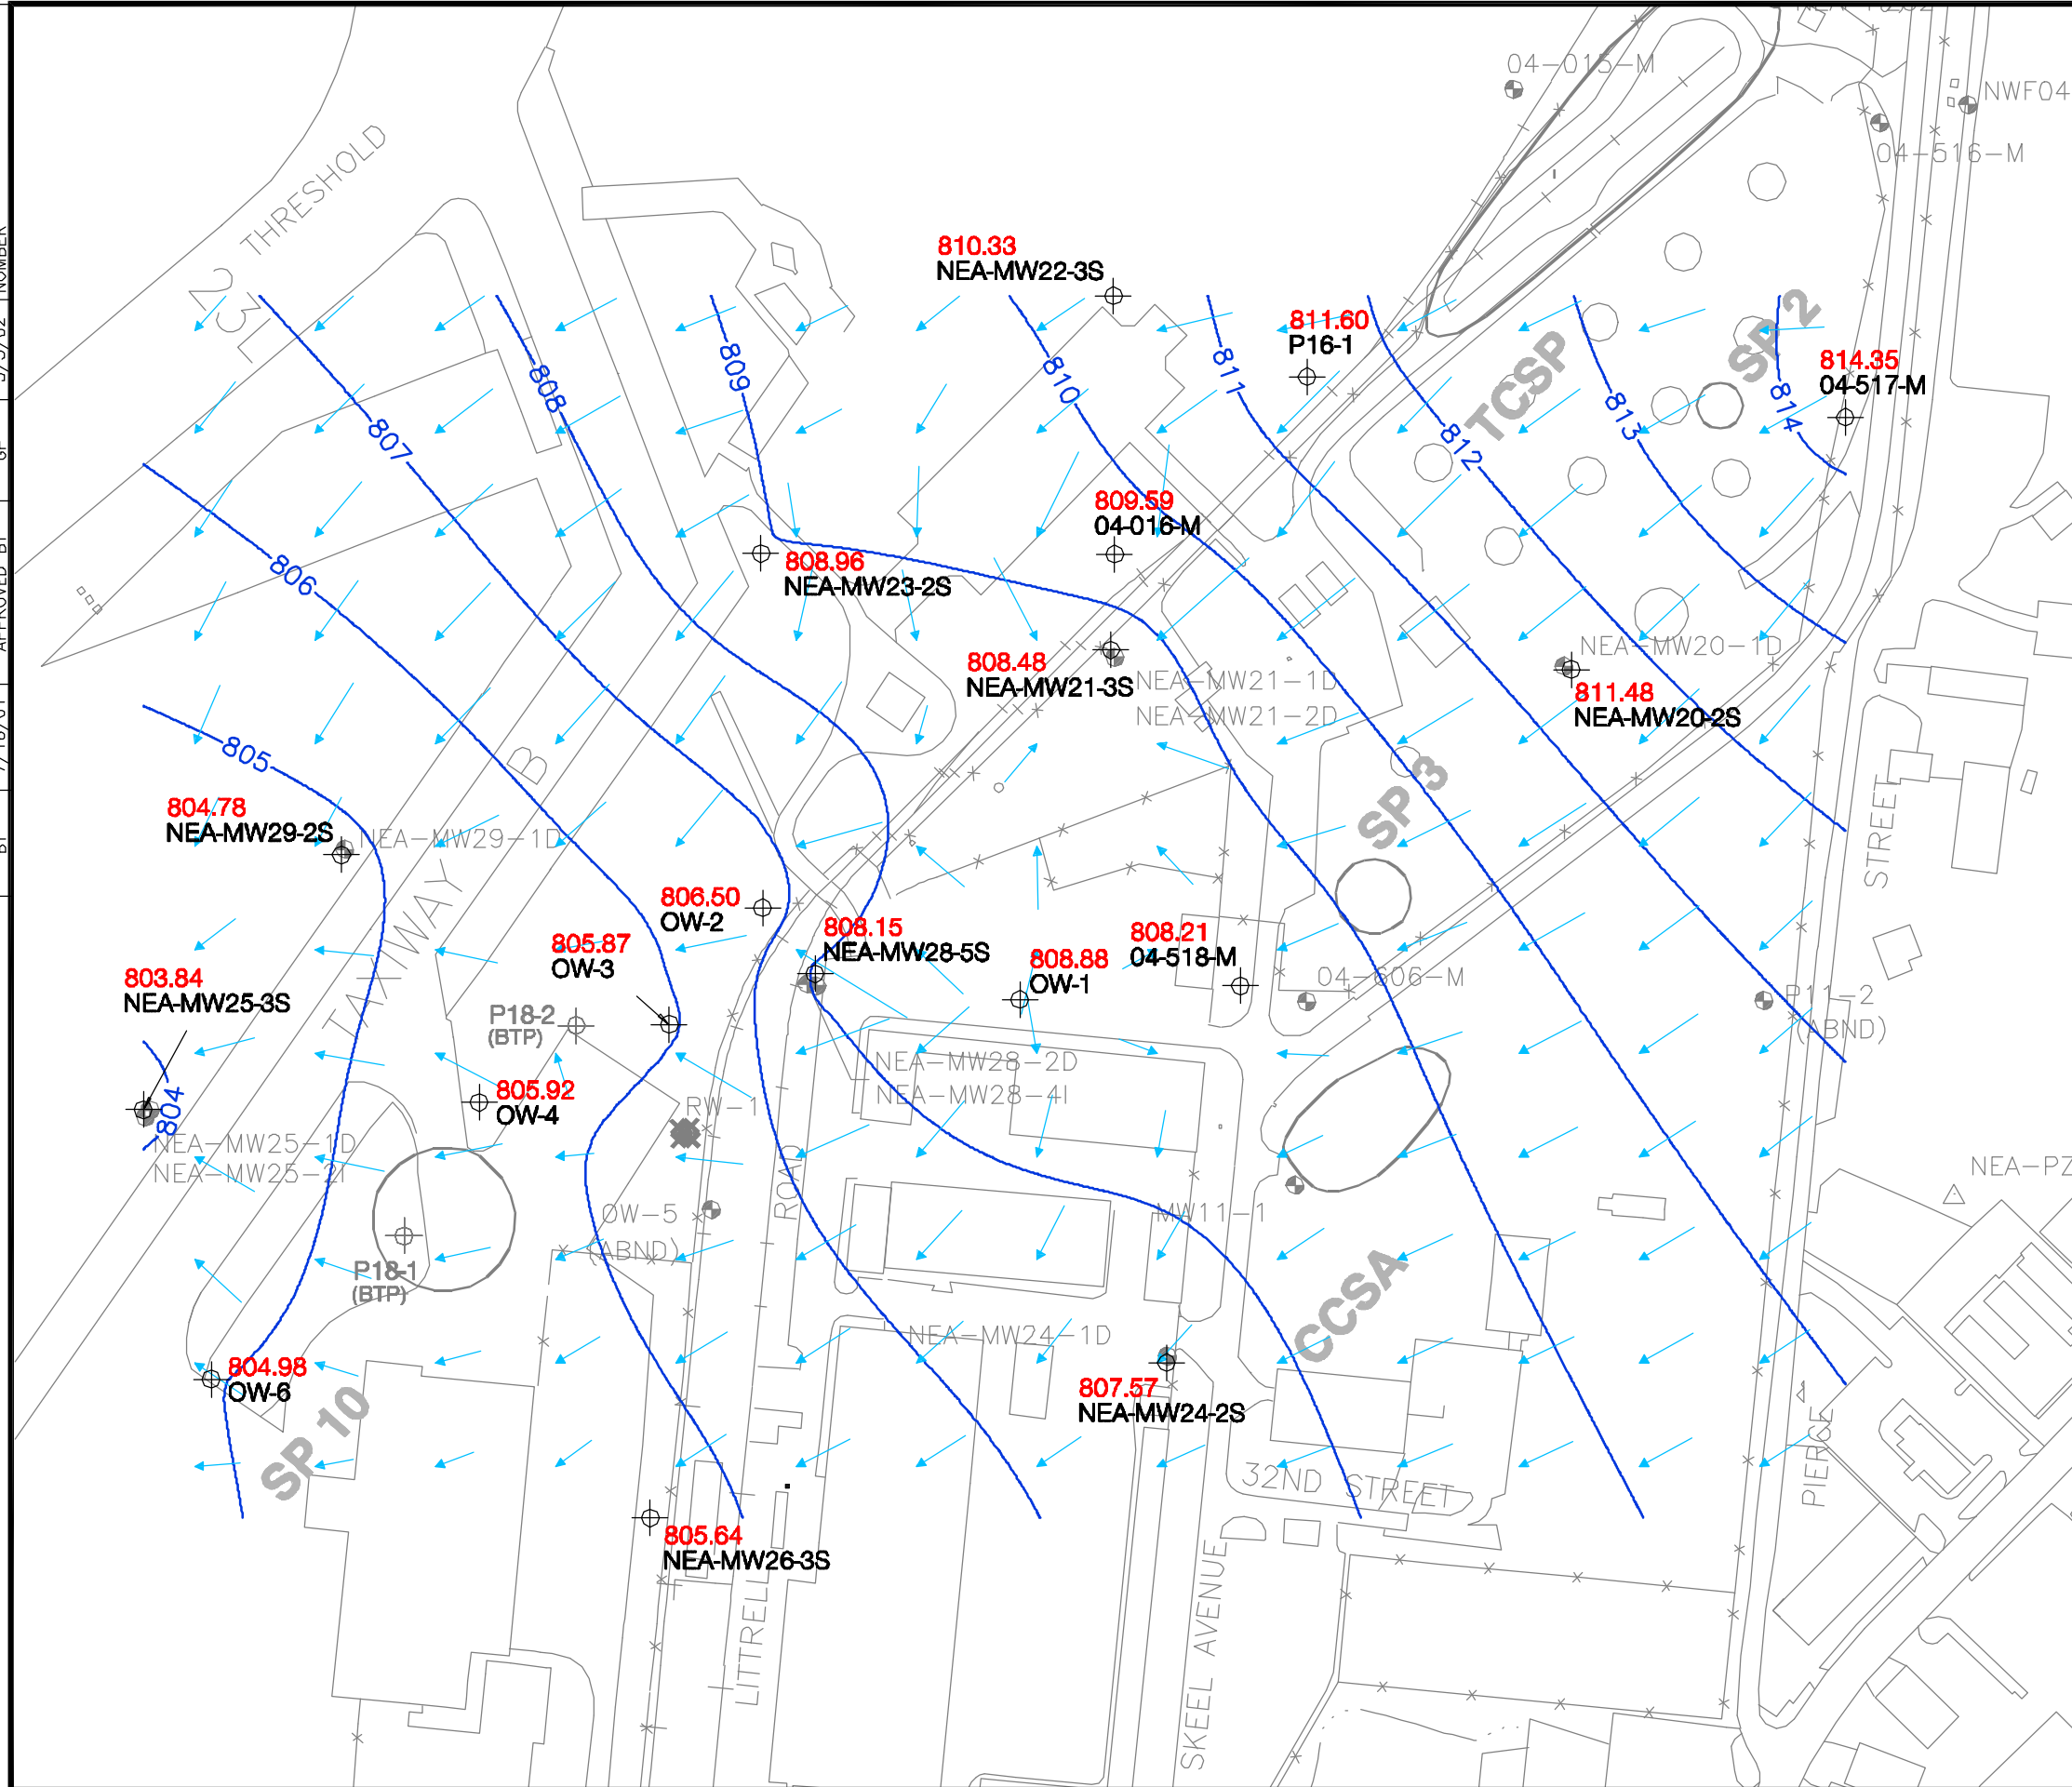 04-015-M
NWF04
04-516-M
23 THRESHOLD
NUMBER
810.33
NEA-MW22-3S
811.60
P16-1
TCSP
SP 2
814.35
04-517-M
809
808
810
811
807
812
813
814
809.59
04-016-M
808.96
NEA-MW23-2S
806
APPROVED BY
808.48
NEA-MW21-3S
NEA-MW21-1D
NEA-MW21-2D
NEA-MW20-1D
811.48
NEA-MW20-2S
805
B
804.78
NEA-MW29-2S
NEA-MW29-1D
BY
SP 3
STREET
TAXIWAY
806.50
OW-2
805.87
OW-3
808.15
NEA-MW28-5S
808.88
OW-1
808.21
04-518-M
04-606-M
P11-2
(ABND)
803.84
NEA-MW25-3S
P18-2
(BTP)
805.92
OW-4
NEA-MW28-2D
NEA-MW28-4I
RW-1
804
NEA-MW25-1D
NEA-MW25-2I
ROAD
NEA-PZ
OW-5
(ABND)
MW11-1
P18-1
(BTP)
CCSA
NEA-MW24-1D
804.98
OW-6
807.57
NEA-MW24-2S
SP 10
32ND STREET
PIERCE
805.64
NEA-MW26-3S
LITTRELL
SKEEL AVENUE